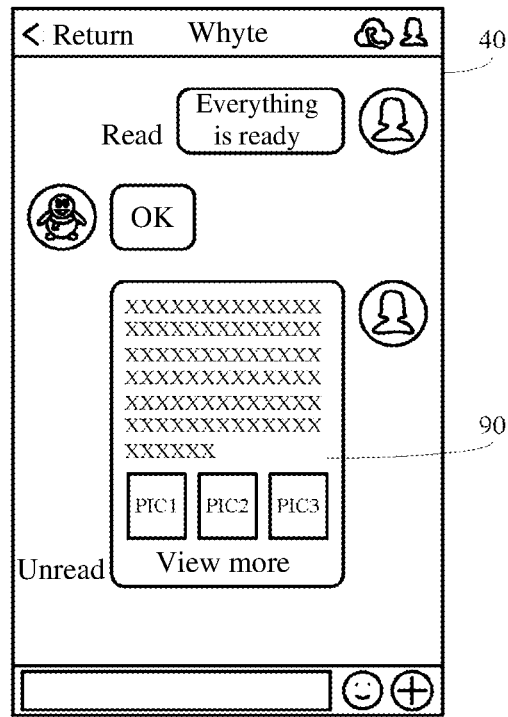 < Return Whyte
40
Everything
is ready
Read
OK
XXXXXXXXXXXXX
XXXXXXXXXXXXX
XXXXXXXXXXXXX
XXXXXXXXXXXXX
XXXXXXXXXXXXX
XXXXXXXXXXXXX
XXXXXX
90
PIC1 PIC2 PIC3
View more
Unread